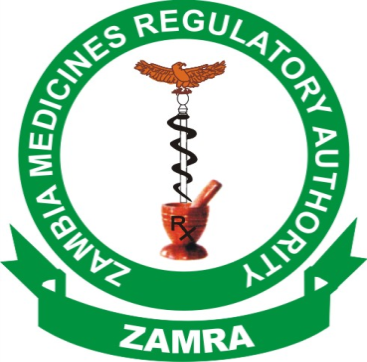 ZAMBIA MEDICINES REGULATORY AUTHORITY
Rx
ZAMRA